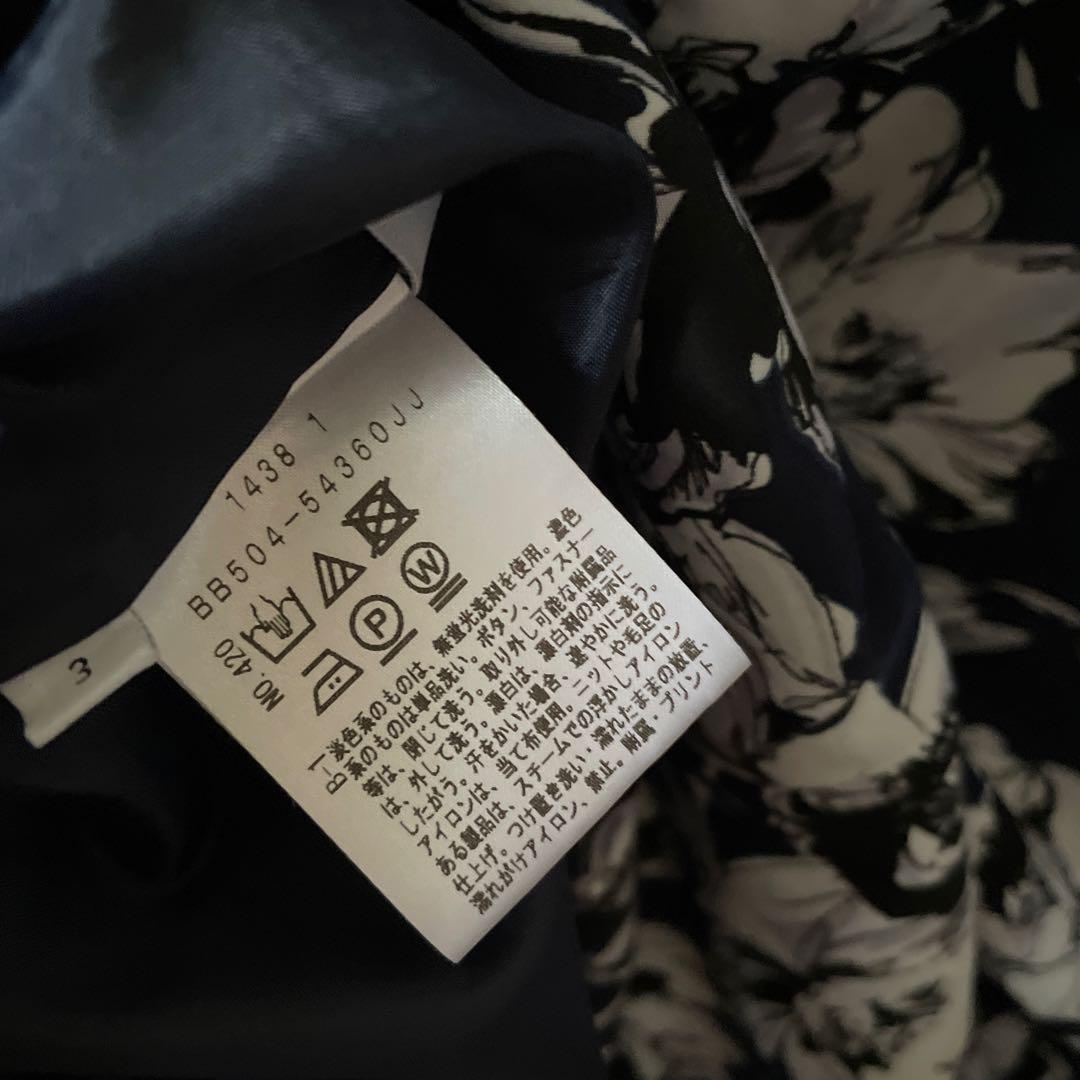 1438 1
BB504-54360JJ
NO. 420
P
W
淡色系のものは、無蛍光洗剤を使用。濃色
系のものは単品洗い。ボタン、ファスナー
等は、閉じて洗う。取り外し可能な附属品
は、外して洗う。漂白は、漂白剤の指示に
したがう。汗をかいた場合、速やかに洗う。
アイロンは、当て布使用。ニットや毛足の
ある製品は、スチームでの浮かしアイロン
仕上げ。つけ置き洗い、濡れたままの放置、
濡れがけアイロン、禁止。附属・プリント
3